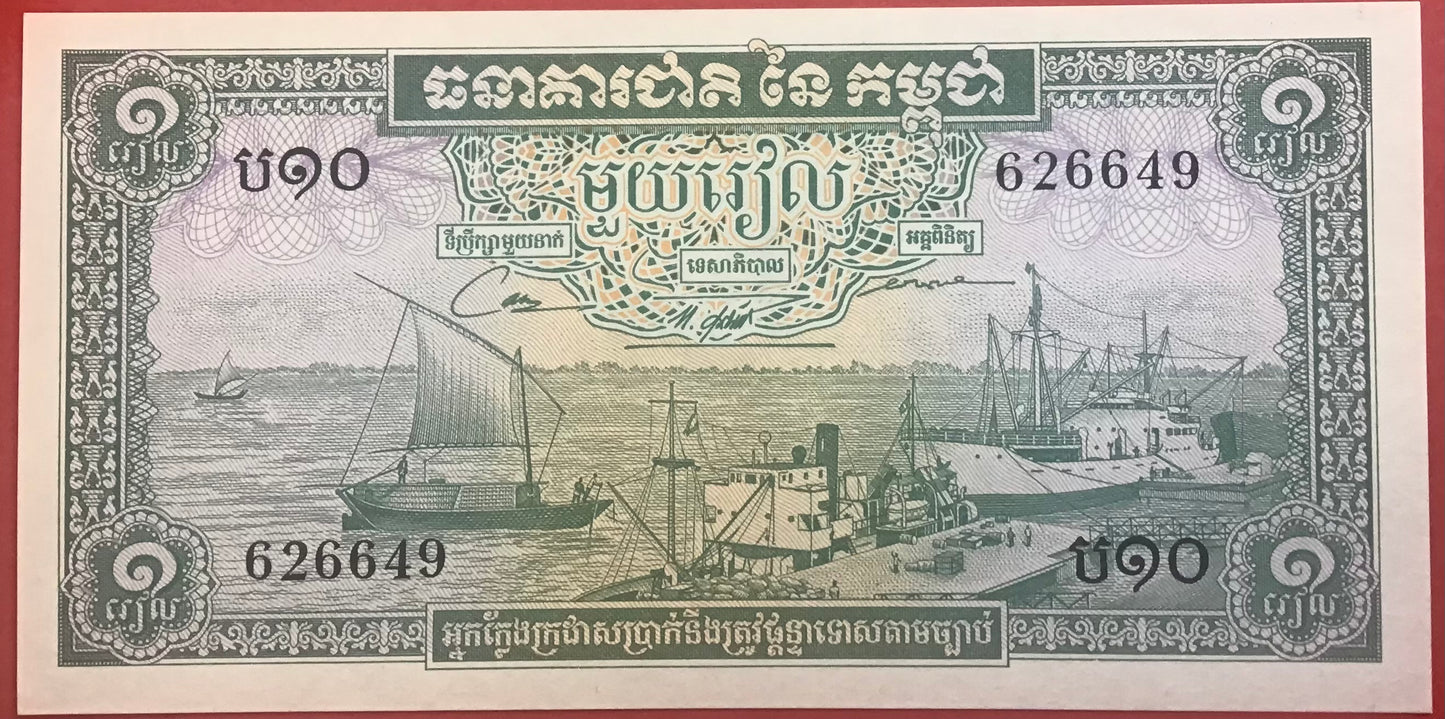 ធនាគារជាតិ នៃ កម្ពុជា
១ រៀល
១ រៀល
ប១០
មួយរៀល
626649
ទីប្រឹក្សាមួយនាក់
ទេសាភិបាល
អគ្គពិនិត្យ
626649
ប១០
១ រៀល
១ រៀល
អ្នកក្លែងក្រដាសប្រាក់នឹងត្រូវផ្តន្ទាទោសតាមច្បាប់